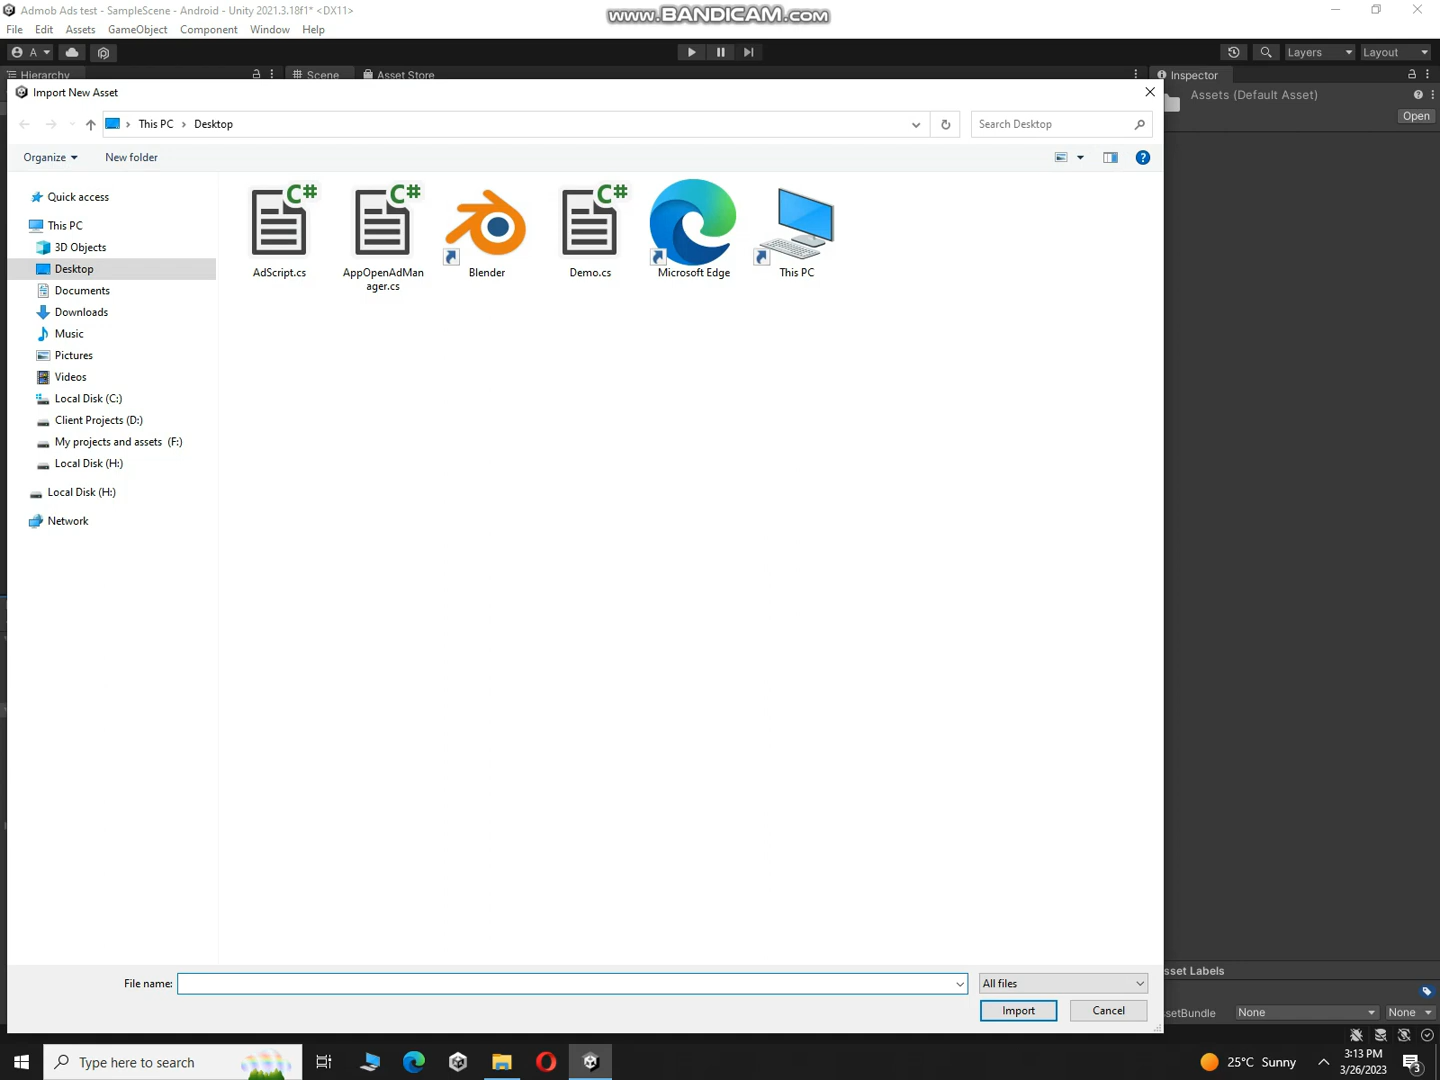 Admob Ads test - SampleScene - Android - Unity 2021.3.18f1* <DX11>
www.BANDICAM.com
File Edit Assets GameObject Component Window Help
A Layers Layout
Hierarchy Scene Asset Store Inspector
Import New Asset
Assets (Default Asset)
Open
This PC Desktop
Search Desktop
Organize New folder
Quick access
This PC
3D Objects
Desktop
Documents
Downloads
Music
Pictures
Videos
Local Disk (C:)
Client Projects (D:)
My projects and assets (F:)
Local Disk (H:)
Local Disk (H:)
Network
C# C# C#
AdScript.cs
AppOpenAdMan
ager.cs
Blender
Demo.cs
Microsoft Edge
This PC
File name:
All files
Import Cancel
sset Labels
ssetBundle None None
Type here to search
25°C Sunny
3:13 PM
3/26/2023
3